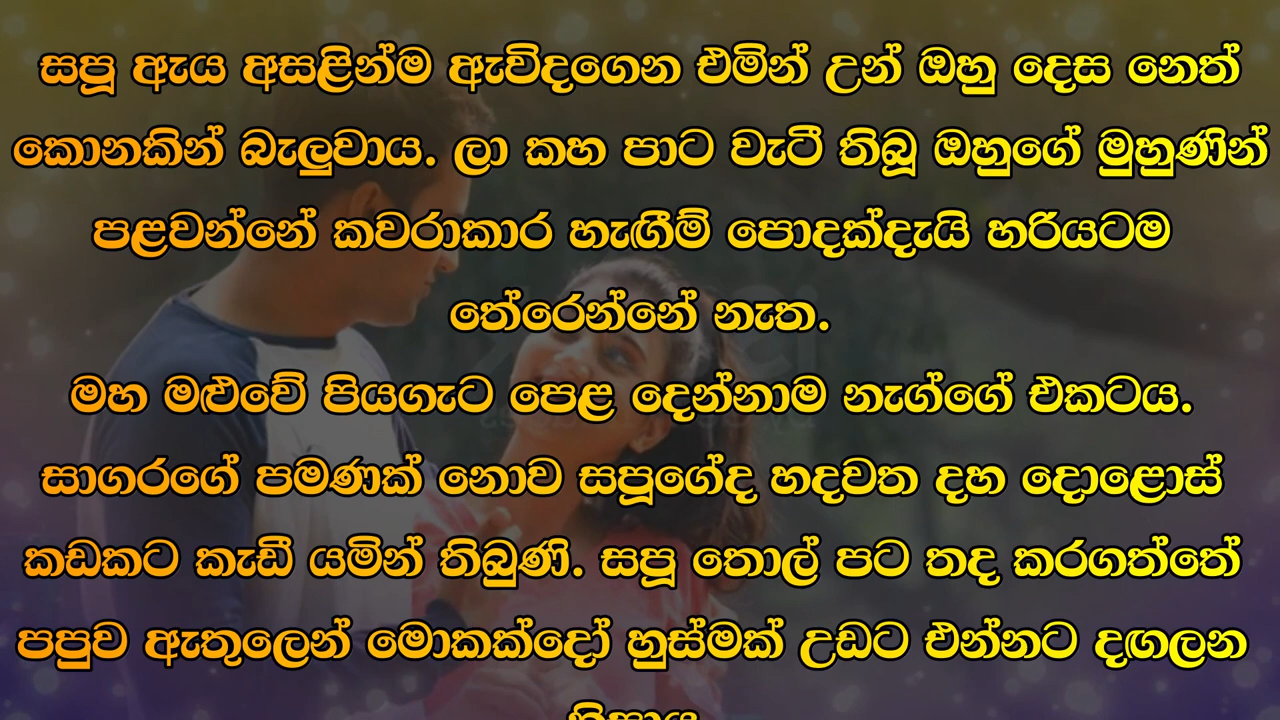 සපූ ඇය අසළින්ම ඇවිදගෙන එමින් උන් ඔහු දෙස නෙත්
කොනකින් බැලුවාය. ලා කහ පාට වැටී තිබූ ඔහුගේ මුහුණින්
පළවන්නේ කවරාකාර හැඟීම් පොදක්දැයි හරියටම
තේරෙන්නේ නැත.
මහ මළුවේ පියගැට පෙළ දෙන්නාම නැග්ගේ එකටය.
සාගරගේ පමණක් නොව සපූගේද හදවත දහ දොළොස්
කඩකට කැඩී යමින් තිබුණි. සපූ තොල් පට තද කරගත්තේ
පපුව ඇතුලෙන් මොකක්දෝ හුස්මක් උඩට එන්නට දඟලන